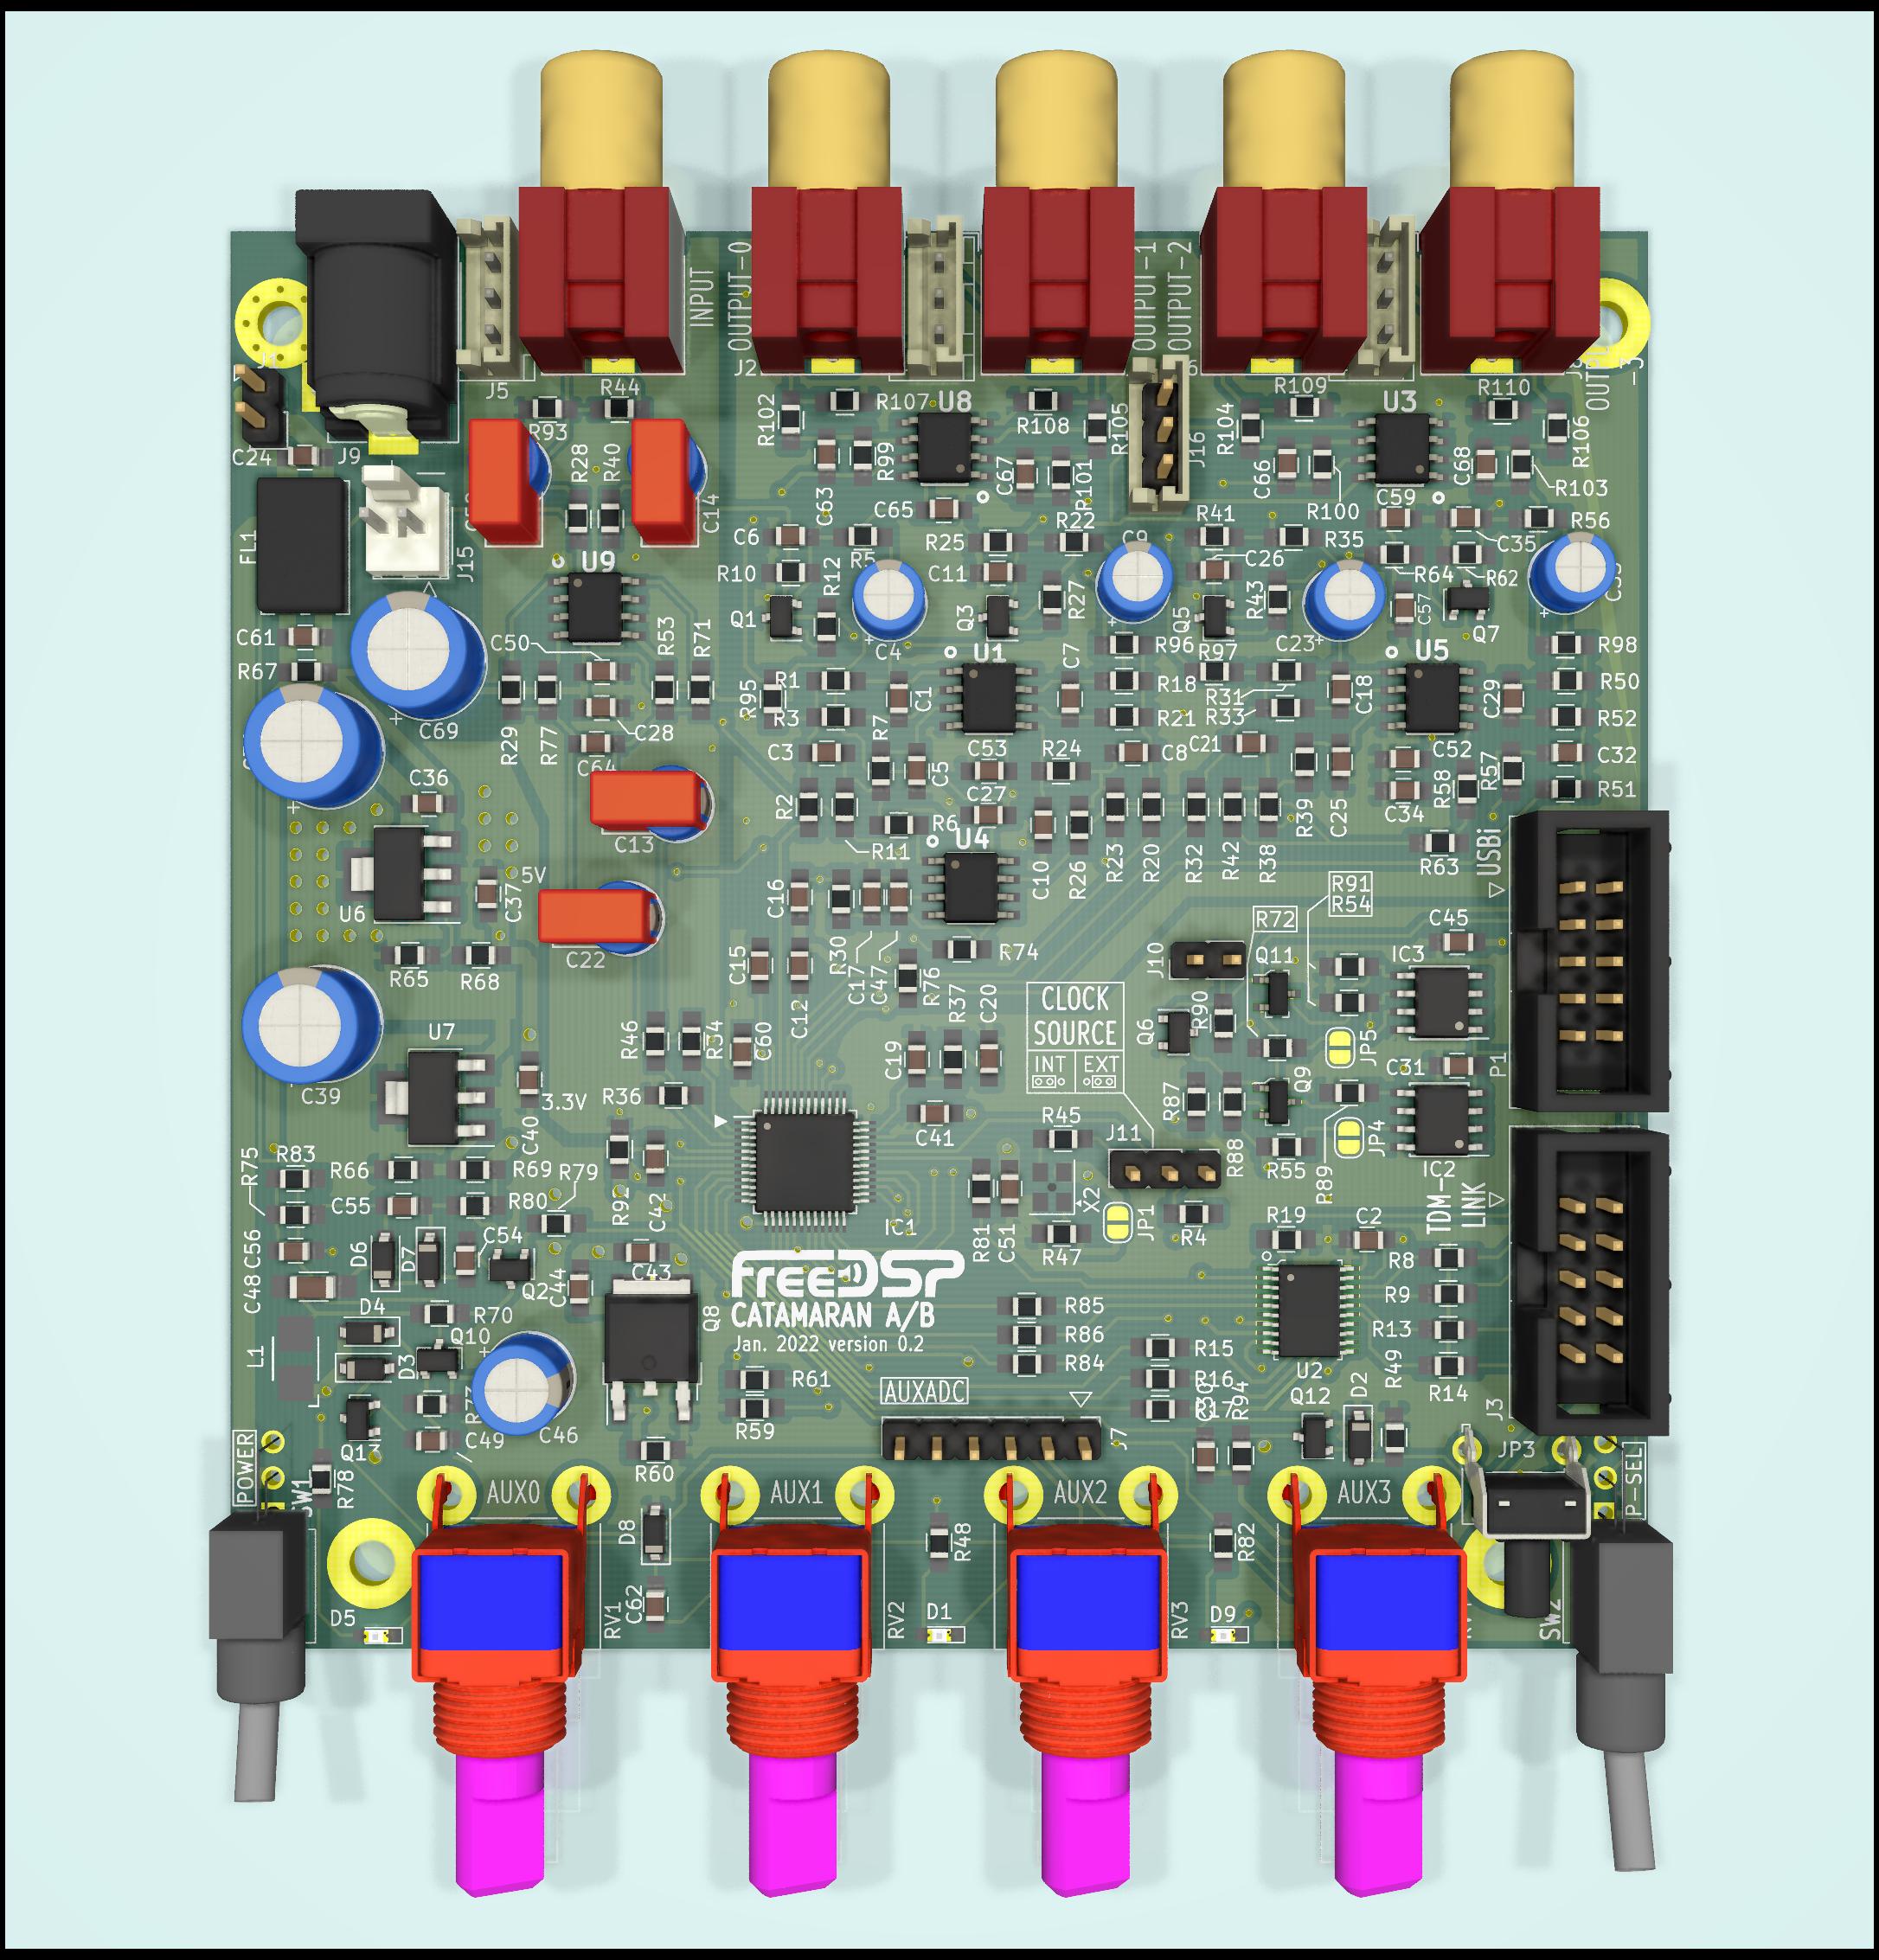 INPUT
OUTPUT-0
OUTPUT-1
OUTPUT-2
J1
J5
R44
J2
R109
R110
R93
R102
R107
U8
R108
R105
R104
U3
R106
C24
J9
R28
R40
R99
C67
R101
J16
C66
C68
R103
C14
C63
C65
R22
R41
R100
C59
R56
FL1
J15
U9
C6
R5
R25
C9
C26
R35
C35
R10
R12
C11
R27
R64
R62
C61
Q1
Q3
Q5
R43
C57
Q7
R67
C50
R53
R71
C4
U1
C7
R96
R97
C23
U5
R98
R95
R1
C1
R18
R31
C18
C29
R50
C69
R29
R77
C28
R3
R7
R21
R33
R52
C64
C3
C53
R24
C8
C21
C52
C32
C36
C5
R58
R57
R51
R2
C27
C34
R6
U4
C13
R11
C10
R26
R23
R20
R32
R42
R38
R39
C25
R63
USBi
5V
C37
U6
C16
R91
R54
R72
C22
R30
C17
C47
R76
R74
J10
Q11
IC3
C45
R65
R68
C15
C12
R37
C20
CLOCK
SOURCE
INT
EXT
Q6
R90
U7
R46
R34
C60
C19
JP5
P1
C39
3.3V
C40
R36
C41
R45
J11
R87
R88
Q9
C31
JP4
IC2
R55
R89
R75
R83
R66
R69
R79
C55
R80
R92
C42
IC1
R81
C51
X2
R47
JP1
R4
TDM-
LINK
C56
D6
D7
C54
Q2
C44
C43
R19
C2
R8
C48
D4
R70
Q8
FreeDSP
CATAMARAN A/B
Jan. 2022 version 0.2
R85
R86
R84
R9
R13
L1
D3
Q10
R61
R59
R15
R16
U2
Q12
D2
R49
R14
AUXADC
J7
R94
J3
C49
C46
R60
Q13
POWER
SW1
R78
AUX0
AUX1
AUX2
AUX3
JP3
P-SEL
D8
R48
R82
D5
C62
RV1
RV2
D1
RV3
D9
SW2